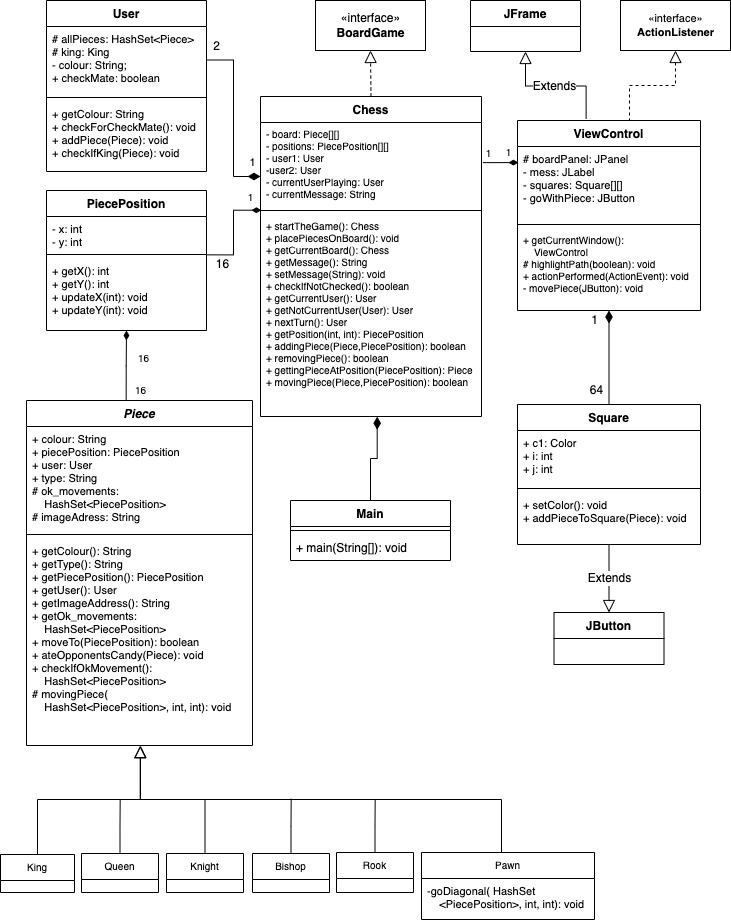 User
# allPieces: HashSet<Piece>
# king: King
- colour: String;
+ checkMate: boolean
+ getColour: String
+ checkForCheckMate(): void
+ addPiece(Piece): void
+ checkIfKing(Piece): void
2
1
«interface»
BoardGame
JFrame
«interface»
ActionListener
Extends
Chess
- board: Piece[][]
- positions: PiecePosition[][]
- user1: User
-user2: User
- currentUserPlaying: User
- currentMessage: String
+ startTheGame(): Chess
+ placePiecesOnBoard(): void
+ getCurrentBoard(): Chess
+ getMessage(): String
+ setMessage(String): void
+ checkIfNotChecked(): boolean
+ getCurrentUser(): User
+ getNotCurrentUser(User): User
+ nextTurn(): User
+ getPosition(int, int): PiecePosition
+ addingPiece(Piece,PiecePosition): boolean
+ removingPiece(): boolean
+ gettingPieceAtPosition(PiecePosition): Piece
+ movingPiece(Piece,PiecePosition): boolean
1
1
ViewControl
# boardPanel: JPanel
- mess: JLabel
- squares: Square[][]
- goWithPiece: JButton
+ getCurrentWindow():
ViewControl
# highlightPath(boolean): void
+ actionPerformed(ActionEvent): void
- movePiece(JButton): void
PiecePosition
- x: int
- y: int
+ getX(): int
+ getY(): int
+ updateX(int): void
+ updateY(int): void
1
16
16
16
1
64
Piece
+ colour: String
+ piecePosition: PiecePosition
+ user: User
+ type: String
# ok_movements:
HashSet<PiecePosition>
# imageAdress: String
+ getColour(): String
+ getType(): String
+ getPiecePosition(): PiecePosition
+ getUser(): User
+ getImageAddress(): String
+ getOk_movements:
HashSet<PiecePosition>
+ moveTo(PiecePosition): boolean
+ ateOpponentsCandy(Piece): void
+ checkIfOkMovement():
HashSet<PiecePosition>
# movingPiece(
HashSet<PiecePosition>, int, int): void
Main
+ main(String[]): void
Square
+ c1: Color
+ i: int
+ j: int
+ setColor(): void
+ addPieceToSquare(Piece): void
Extends
JButton
King
Queen
Knight
Bishop
Rook
Pawn
-goDiagonal( HashSet
<PiecePosition>, int, int): void